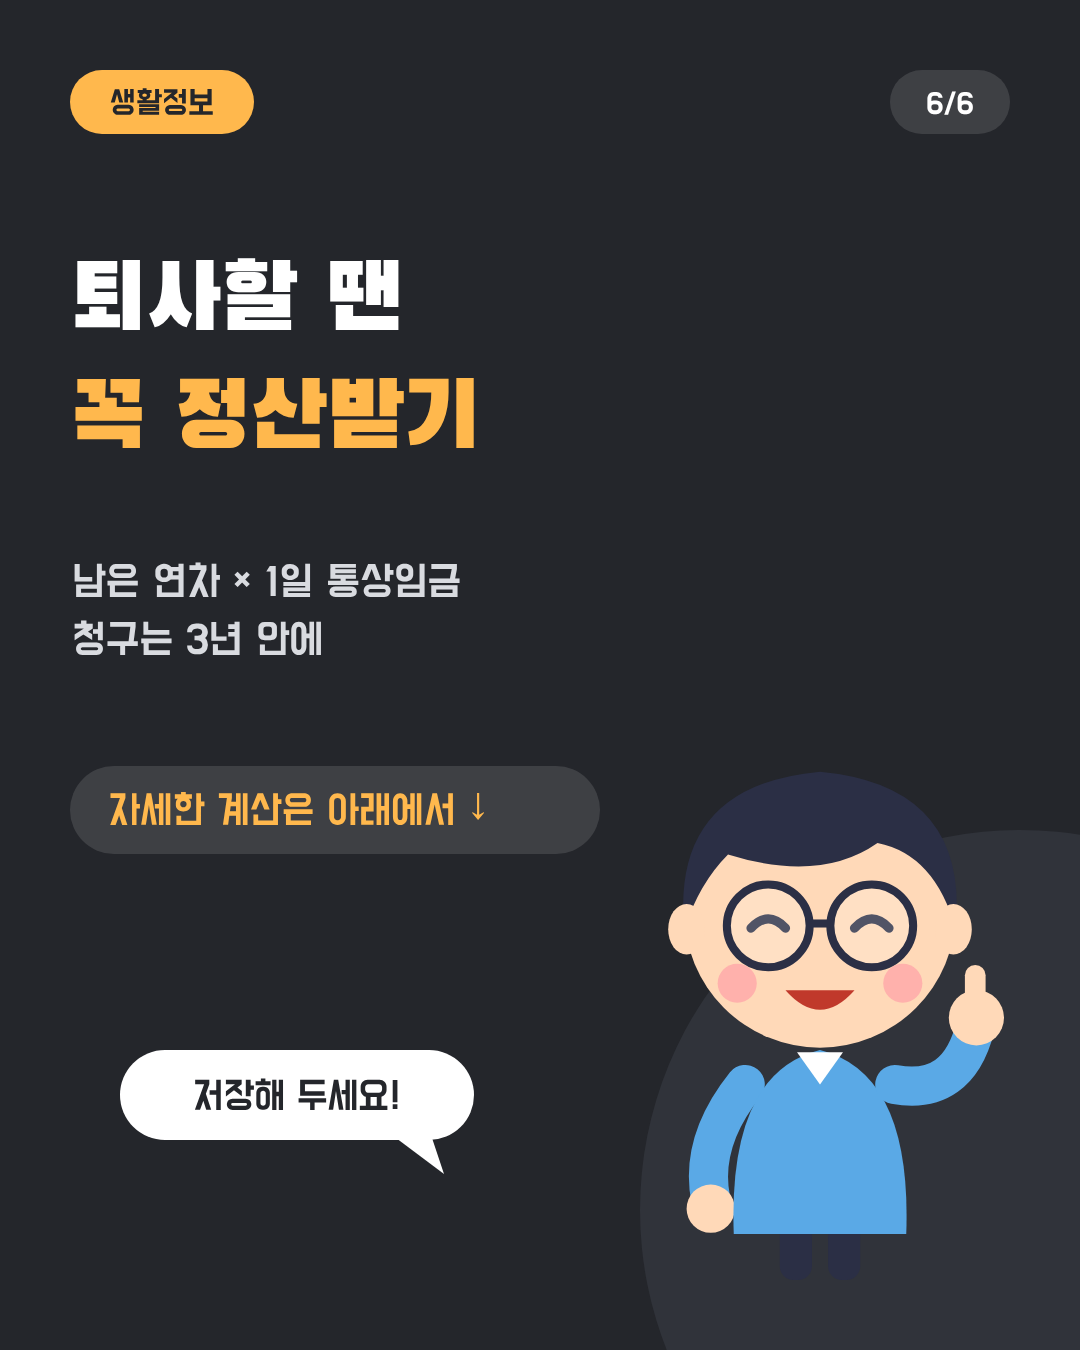 생활정보
6/6
퇴사할 땐
꼭 정산받기
남은 연차 × 1일 통상임금
청구는 3년 안에
자세한 계산은 아래에서 ↓
저장해 두세요!